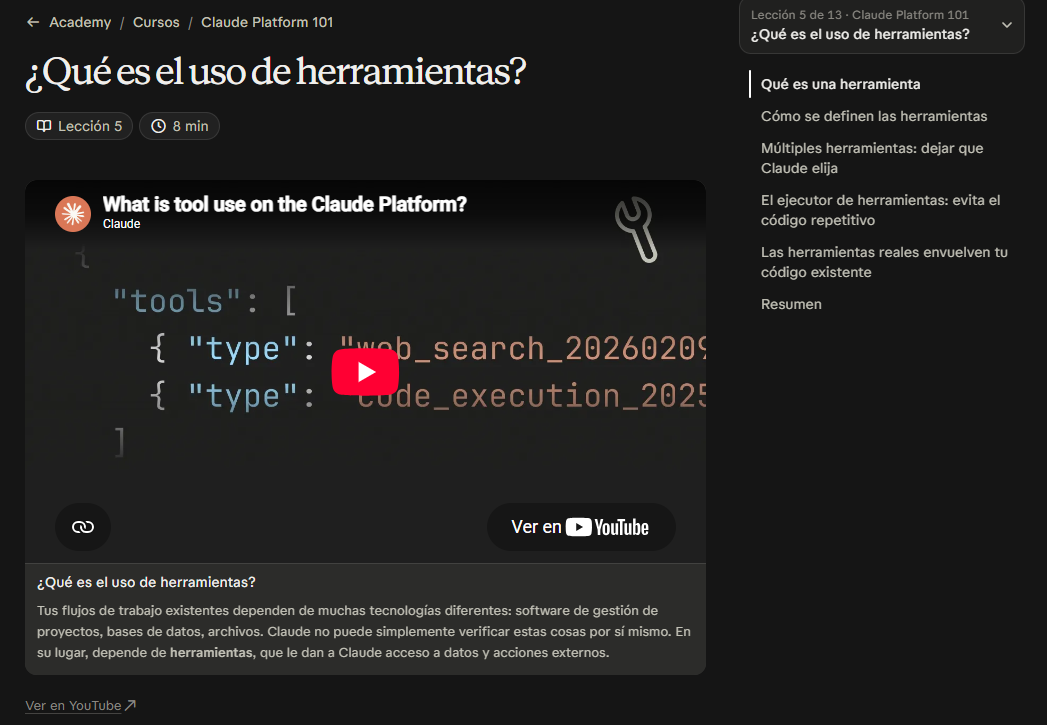 ← Academy / Cursos / Claude Platform 101
¿Qué es el uso de herramientas?
Lección 5
8 min
What is tool use on the Claude Platform?
Claude
{
"tools": [
{ "type": "web_search_20260209
{ "type": "code_execution_2025
]
Ver en YouTube
¿Qué es el uso de herramientas?
Tus flujos de trabajo existentes dependen de muchas tecnologías diferentes: software de gestión de
proyectos, bases de datos, archivos. Claude no puede simplemente verificar estas cosas por sí mismo. En
su lugar, depende de herramientas, que le dan a Claude acceso a datos y acciones externos.
Ver en YouTube ↗
Lección 5 de 13 · Claude Platform 101
¿Qué es el uso de herramientas?
Qué es una herramienta
Cómo se definen las herramientas
Múltiples herramientas: dejar que
Claude elija
El ejecutor de herramientas: evita el
código repetitivo
Las herramientas reales envuelven tu
código existente
Resumen